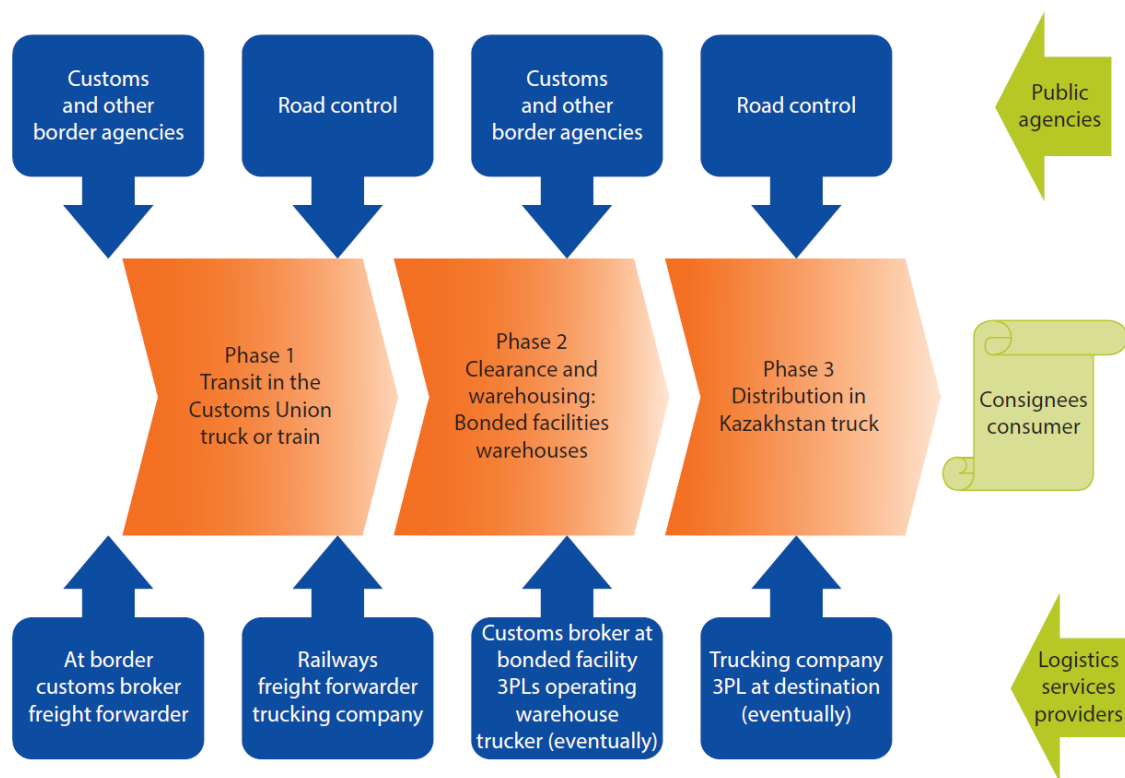 Customs
and other
border agencies
Road control
Customs
and other
border agencies
Road control
Public
agencies
Phase 1
Transit in the
Customs Union
truck or train
Phase 2
Clearance and
warehousing:
Bonded facilities
warehouses
Phase 3
Distribution in
Kazakhstan truck
Consignees
consumer
At border
customs broker
freight forwarder
Railways
freight forwarder
trucking company
Customs broker at
bonded facility
3PLs operating
warehouse
trucker (eventually)
Trucking company
3PL at destination
(eventually)
Logistics
services
providers